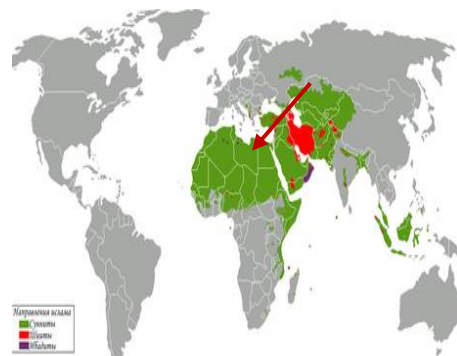 Направления ислама
Сунниты
Шииты
Ибадиты